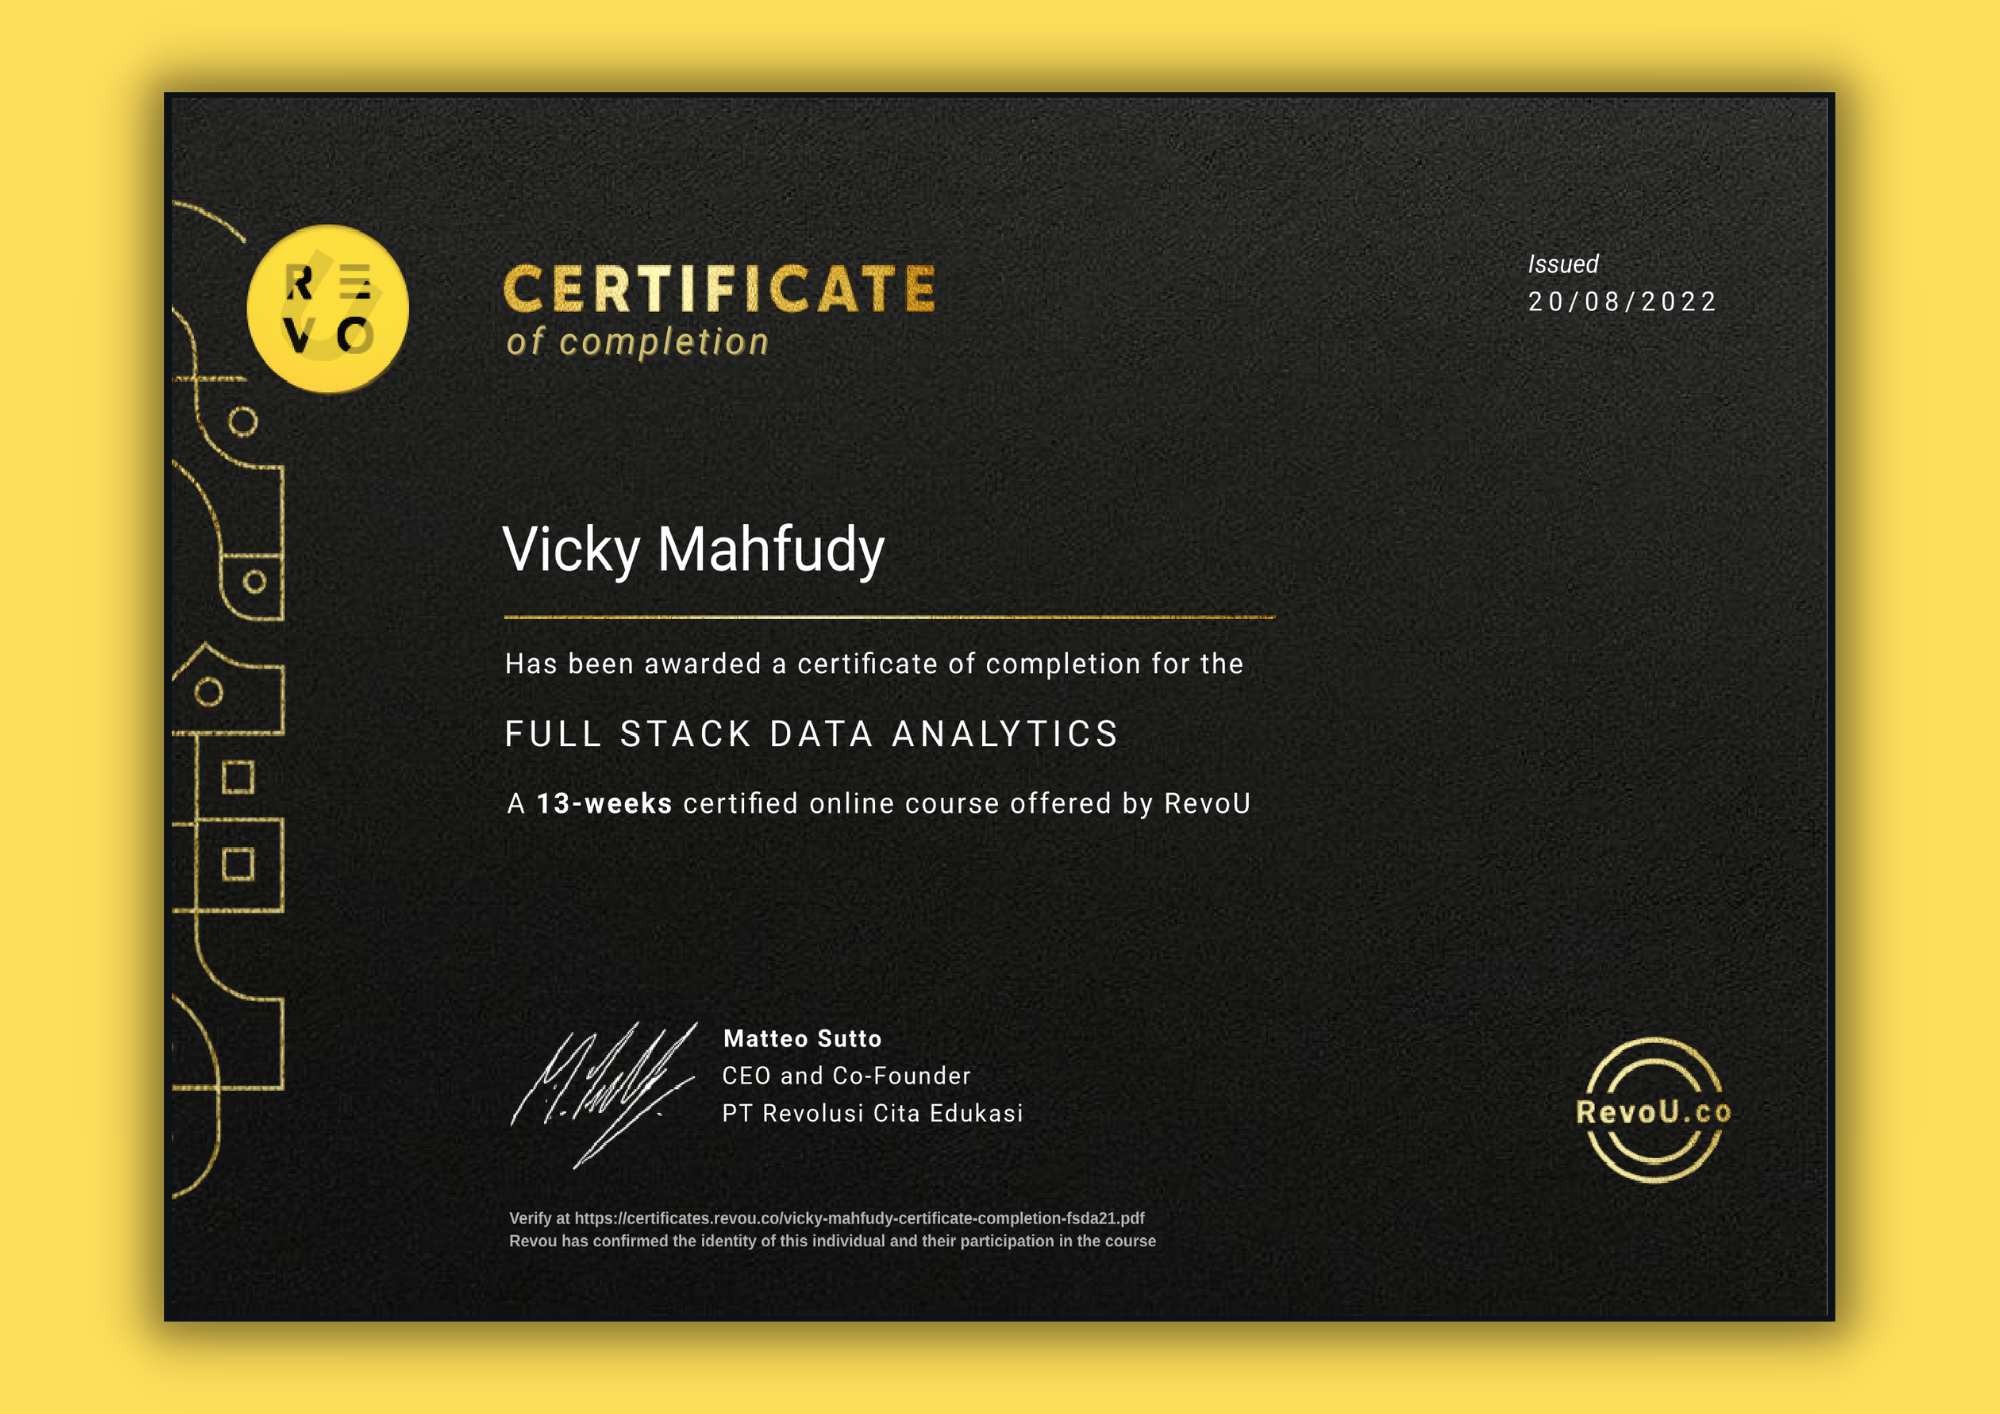 RE
VO
CERTIFICATE
of completion
Issued
20/08/2022
Vicky Mahfudy
Has been awarded a certificate of completion for the
FULL STACK DATA ANALYTICS
A 13-weeks certified online course offered by RevoU
Matteo Sutto
CEO and Co-Founder
PT Revolusi Cita Edukasi
RevoU.co
Verify at https://certificates.revou.co/vicky-mahfudy-certificate-completion-fsda21.pdf
Revou has confirmed the identity of this individual and their participation in the course